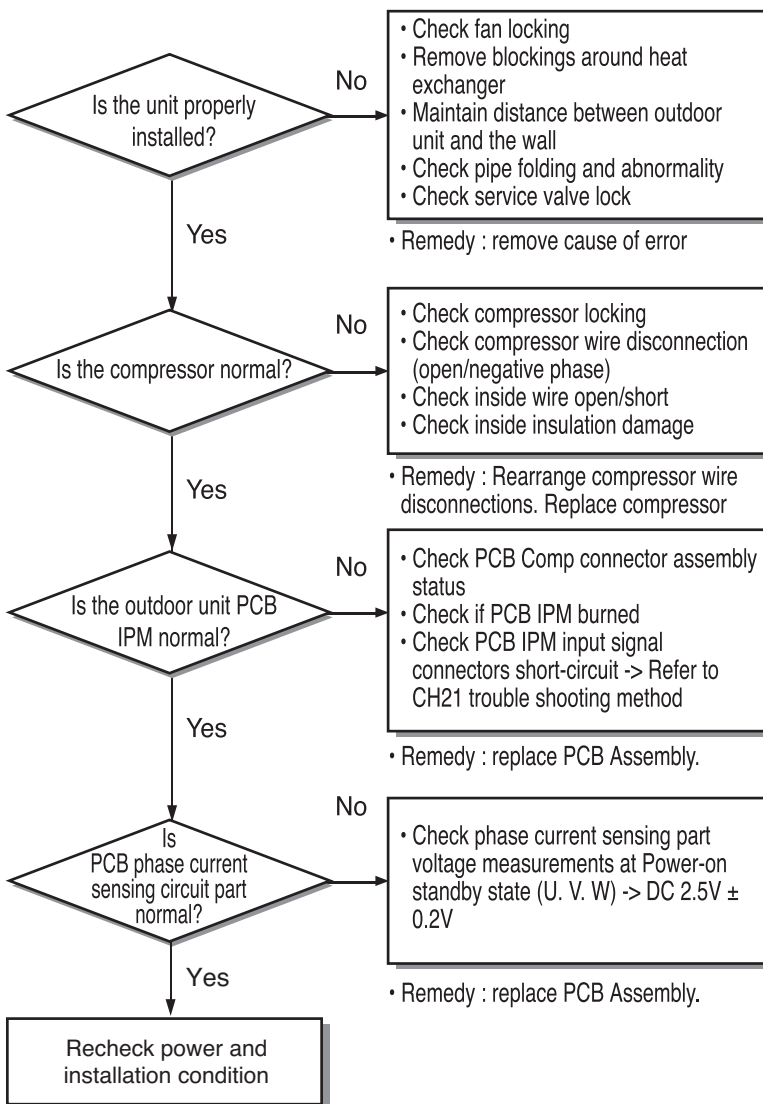 Is the unit properly
installed?
No
• Check fan locking
• Remove blockings around heat
exchanger
• Maintain distance between outdoor
unit and the wall
• Check pipe folding and abnormality
• Check service valve lock
• Remedy : remove cause of error
Yes
Is the compressor normal?
No
• Check compressor locking
• Check compressor wire disconnection
(open/negative phase)
• Check inside wire open/short
• Check inside insulation damage
• Remedy : Rearrange compressor wire
disconnections. Replace compressor
Yes
Is the outdoor unit PCB
IPM normal?
No
• Check PCB Comp connector assembly
status
• Check if PCB IPM burned
• Check PCB IPM input signal
connectors short-circuit -> Refer to
CH21 trouble shooting method
• Remedy : replace PCB Assembly.
Yes
Is
PCB phase current
sensing circuit part
normal?
No
• Check phase current sensing part
voltage measurements at Power-on
standby state (U. V. W) -> DC 2.5V ±
0.2V
• Remedy : replace PCB Assembly.
Yes
Recheck power and
installation condition